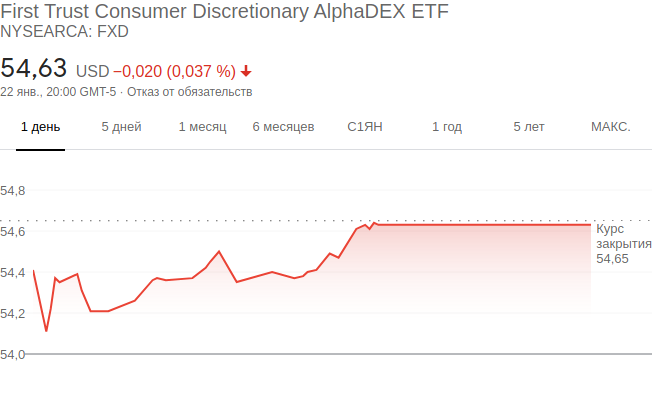 First Trust Consumer Discretionary AlphaDEX ETF
NYSEARCA: FXD
54,63 USD −0,020 (0,037 %)
22 янв., 20:00 GMT-5 · Отказ от обязательств
1 день 5 дней 1 месяц 6 месяцев С1ЯН 1 год 5 лет МАКС.
54,8
54,6
Курс
закрытия
54,65
54,4
54,2
54,0